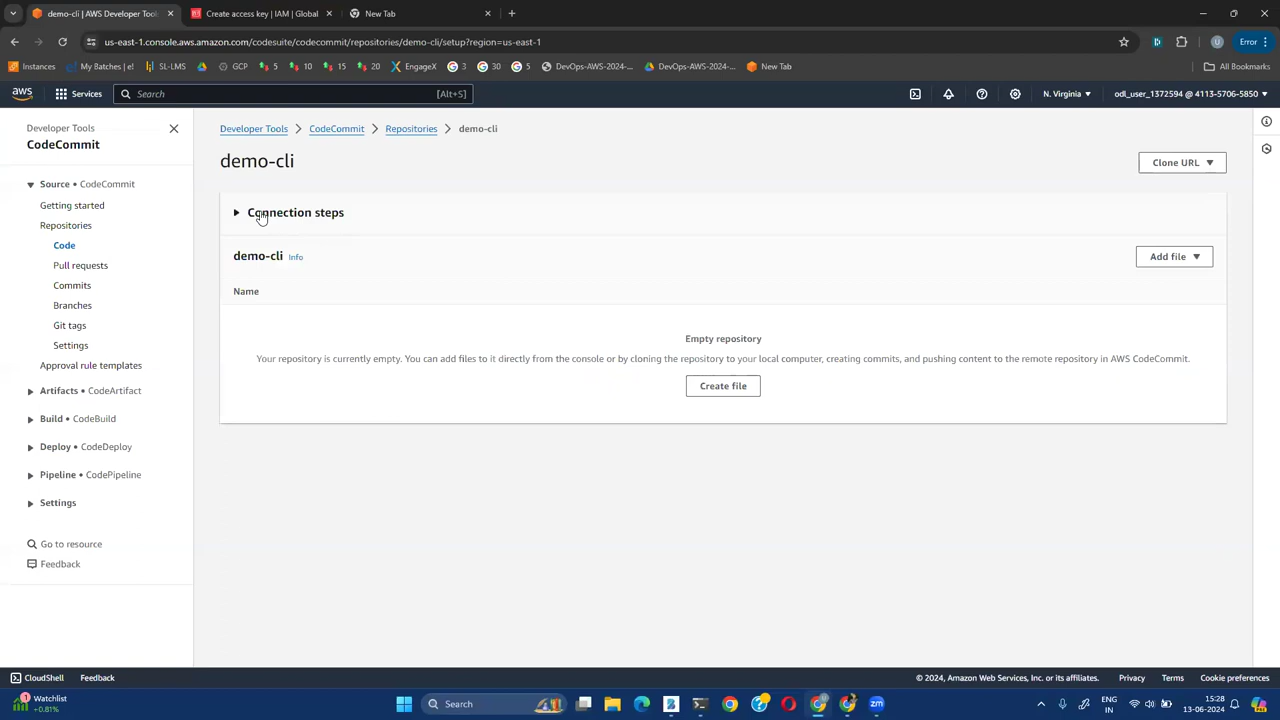 demo-cli | AWS Developer Tools
Create access key | IAM | Global
New Tab
us-east-1.console.aws.amazon.com/codesuite/codecommit/repositories/demo-cli/setup?region=us-east-1
U
Error
Instances
My Batches | e!
SL-LMS
GCP
5
10
15
20
EngageX
3
30
5
DevOps-AWS-2024-...
DevOps-AWS-2024-...
New Tab
All Bookmarks
aws
Services
Search
[Alt+S]
N. Virginia
odl_user_1372594 @ 4113-5706-5850
Developer Tools
CodeCommit
Source • CodeCommit
Getting started
Repositories
Code
Pull requests
Commits
Branches
Git tags
Settings
Approval rule templates
Artifacts • CodeArtifact
Build • CodeBuild
Deploy • CodeDeploy
Pipeline • CodePipeline
Settings
Go to resource
Feedback
Developer Tools
CodeCommit
Repositories
demo-cli
demo-cli
Clone URL
Connection steps
demo-cli Info
Add file
Name
Empty repository
Your repository is currently empty. You can add files to it directly from the console or by cloning the repository to your local computer, creating commits, and pushing content to the remote repository in AWS CodeCommit.
Create file
CloudShell
Feedback
© 2024, Amazon Web Services, Inc. or its affiliates.
Privacy
Terms
Cookie preferences
1
Watchlist
+0.81%
Search
ENG
IN
15:28
13-06-2024